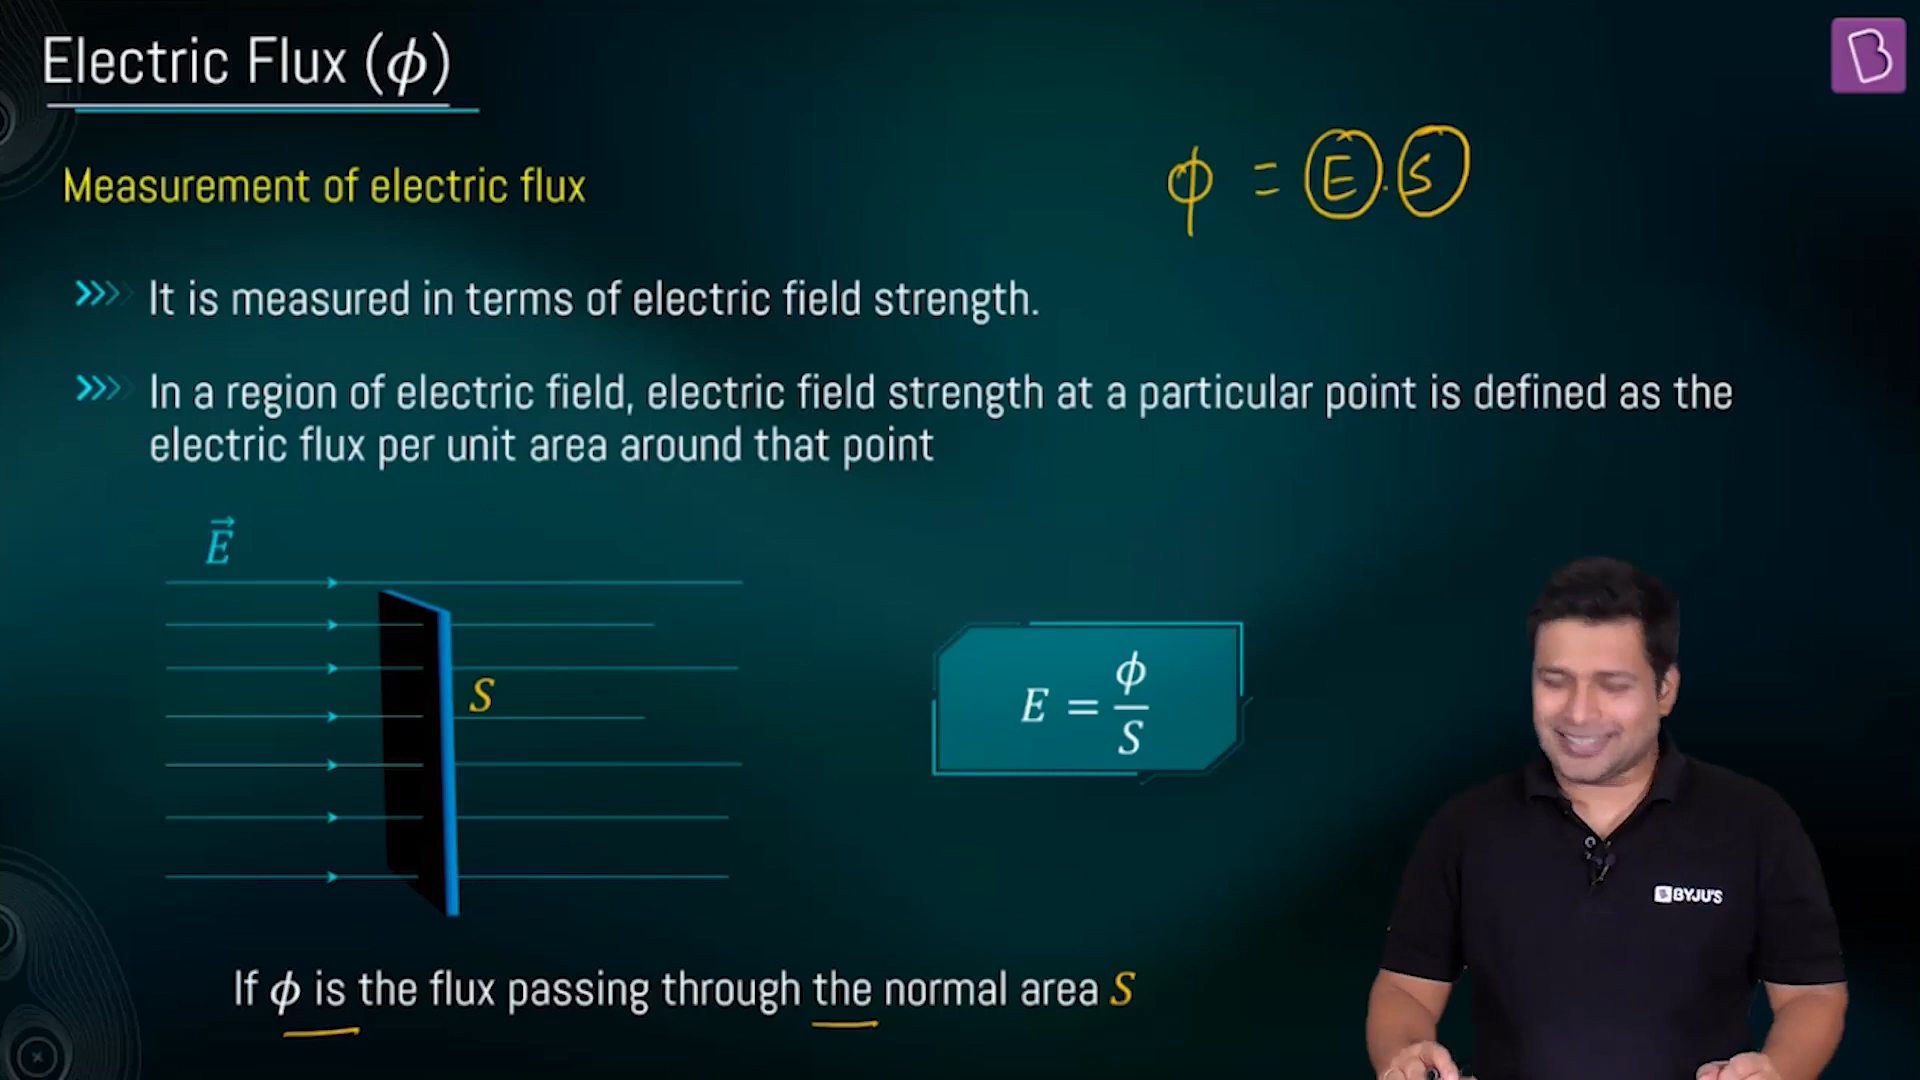 Electric Flux (ϕ)
ϕ = E . S
Measurement of electric flux
It is measured in terms of electric field strength.
In a region of electric field, electric field strength at a particular point is defined as the
electric flux per unit area around that point
E⃗
S
E = ϕ/S
BYJU'S
If ϕ is the flux passing through the normal area S